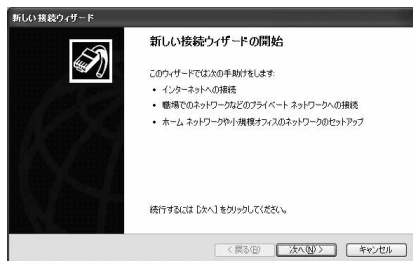 新しい接続ウィザード
新しい接続ウィザードの開始
このウィザードでは次の手助けをします:
• インターネットへの接続
• 職場でのネットワークなどのプライベート ネットワークへの接続
• ホーム ネットワークや小規模オフィスのネットワークのセットアップ
続行するには [次へ] をクリックしてください。
< 戻る(B)
次へ(N) >
キャンセル